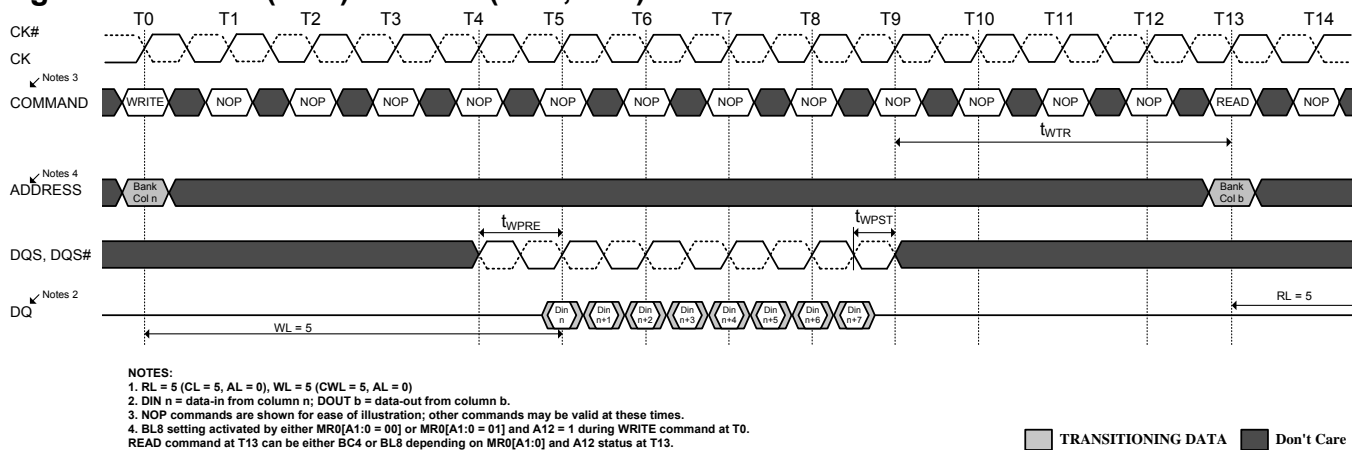 T0 T1 T2 T3 T4 T5 T6 T7 T8 T9 T10 T11 T12 T13 T14
CK#
CK
Notes 3
COMMAND WRITE NOP NOP NOP NOP NOP NOP NOP NOP NOP NOP NOP NOP READ NOP
tWTR
Notes 4
ADDRESS
Bank Col n
Bank Col b
tWPRE
tWPST
DQS, DQS#
Notes 2
DQ
Din n
Din n+1
Din n+2
Din n+3
Din n+4
Din n+5
Din n+6
Din n+7
RL = 5
WL = 5
NOTES:
1. RL = 5 (CL = 5, AL = 0), WL = 5 (CWL = 5, AL = 0)
2. DIN n = data-in from column n; DOUT b = data-out from column b.
3. NOP commands are shown for ease of illustration; other commands may be valid at these times.
4. BL8 setting activated by either MR0[A1:0 = 00] or MR0[A1:0 = 01] and A12 = 1 during WRITE command at T0.
READ command at T13 can be either BC4 or BL8 depending on MR0[A1:0] and A12 status at T13.
TRANSITIONING DATA
Don't Care